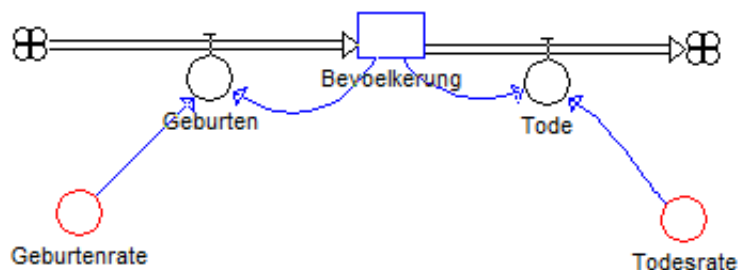 Bevoelkerung
Geburten
Tode
Geburtenrate
Todesrate